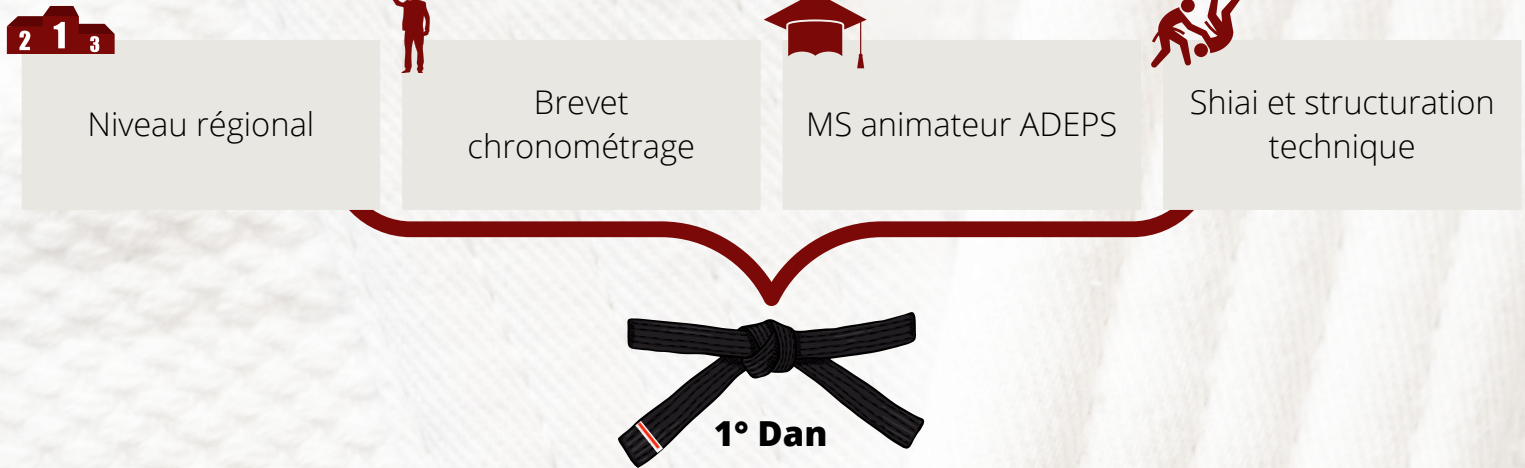 2 1 3
Niveau régional
Brevet
chronométrage
MS animateur ADEPS
Shiai et structuration
technique
1° Dan